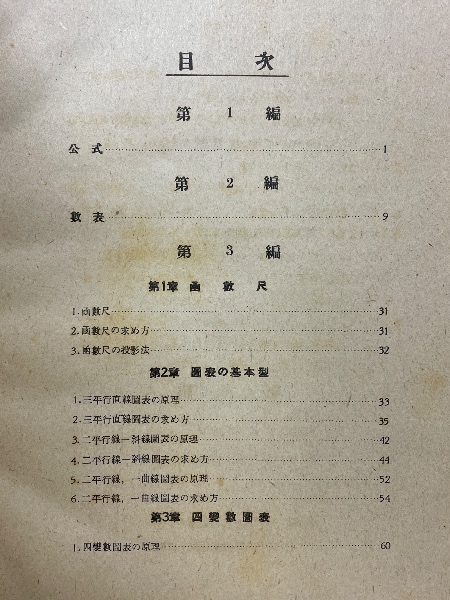 目次
第1編
公式 1
第2編
數表 9
第3編
第1章 函數尺
1. 函數尺 31
2. 函數尺の求め方 31
3. 函數尺の投影法 32
第2章 圖表の基本型
1. 三平行直線圖表の原理 33
2. 三平行直線圖表の求め方 35
3. 二平行線一斜線圖表の原理 42
4. 二平行線一斜線圖表の求め方 44
5. 二平行線, 一曲線圖表の原理 52
6. 二平行線, 一曲線圖表の求め方 54
第3章 四變數圖表
1. 四變數圖表の原理 60